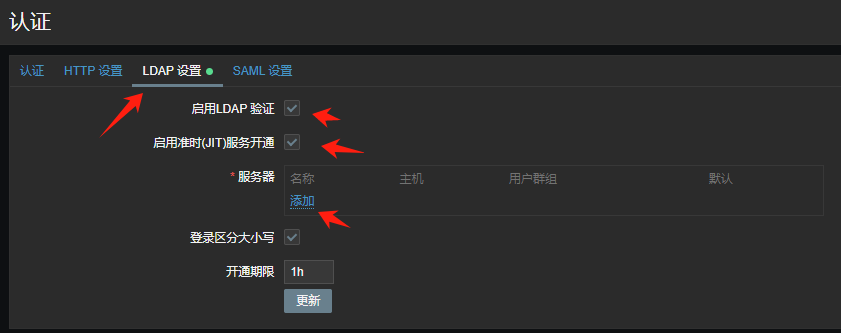 认证
认证 HTTP 设置 LDAP 设置 SAML 设置
启用LDAP 验证
启用准时(JIT)服务开通
* 服务器 名称 主机 用户群组 默认
添加
登录区分大小写
开通期限 1h
更新